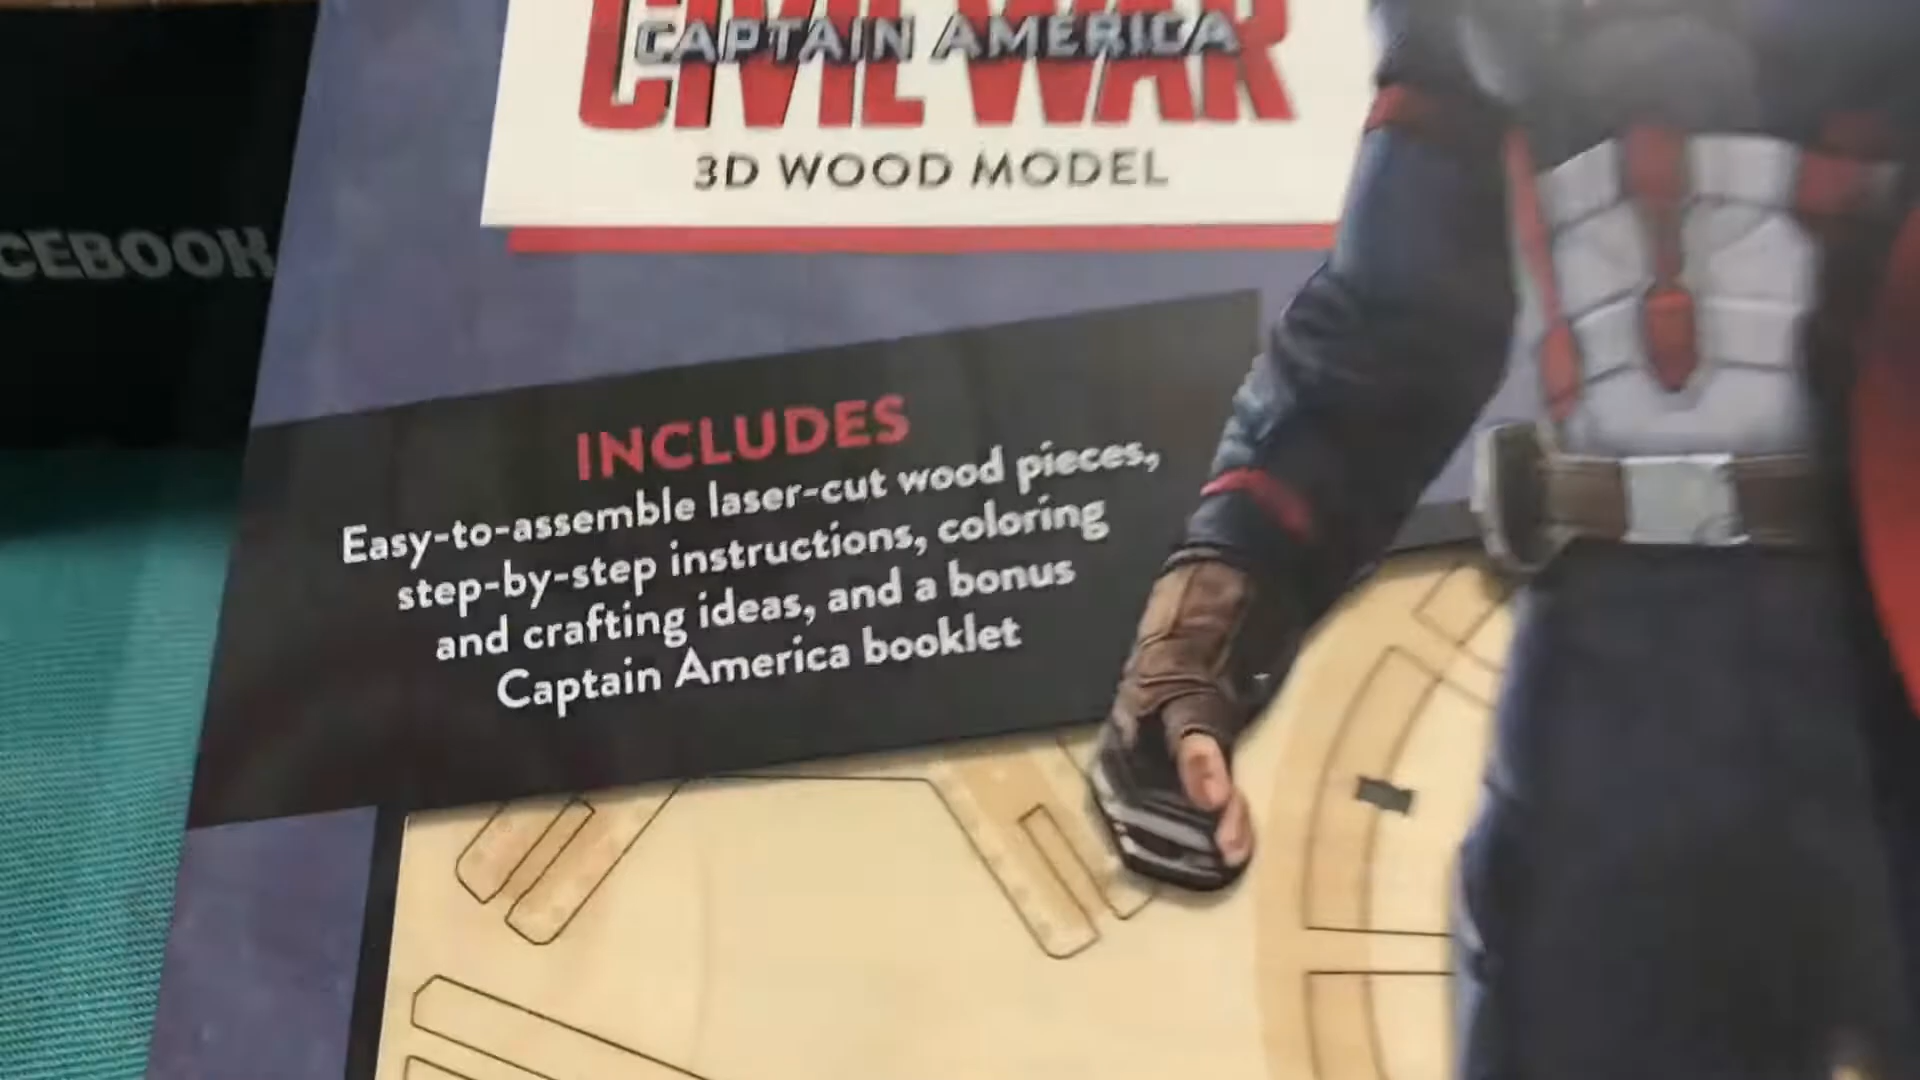 CAPTAIN AMERICA
CIVIL WAR
3D WOOD MODEL
CEBOOK
INCLUDES
Easy-to-assemble laser-cut wood pieces,
step-by-step instructions, coloring
and crafting ideas, and a bonus
Captain America booklet